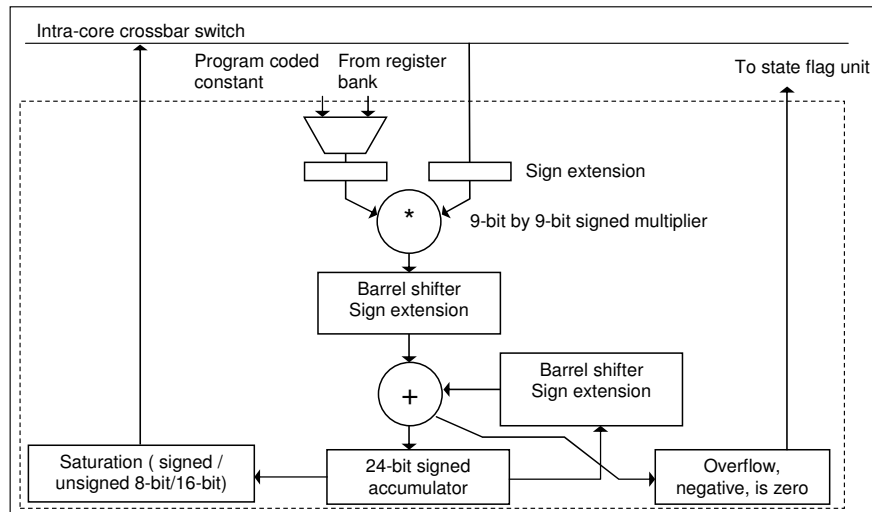 Intra-core crossbar switch
Program coded
constant
From register
bank
To state flag unit
Sign extension
*
9-bit by 9-bit signed multiplier
Barrel shifter
Sign extension
Barrel shifter
Sign extension
+
Saturation ( signed /
unsigned 8-bit/16-bit)
24-bit signed
accumulator
Overflow,
negative, is zero